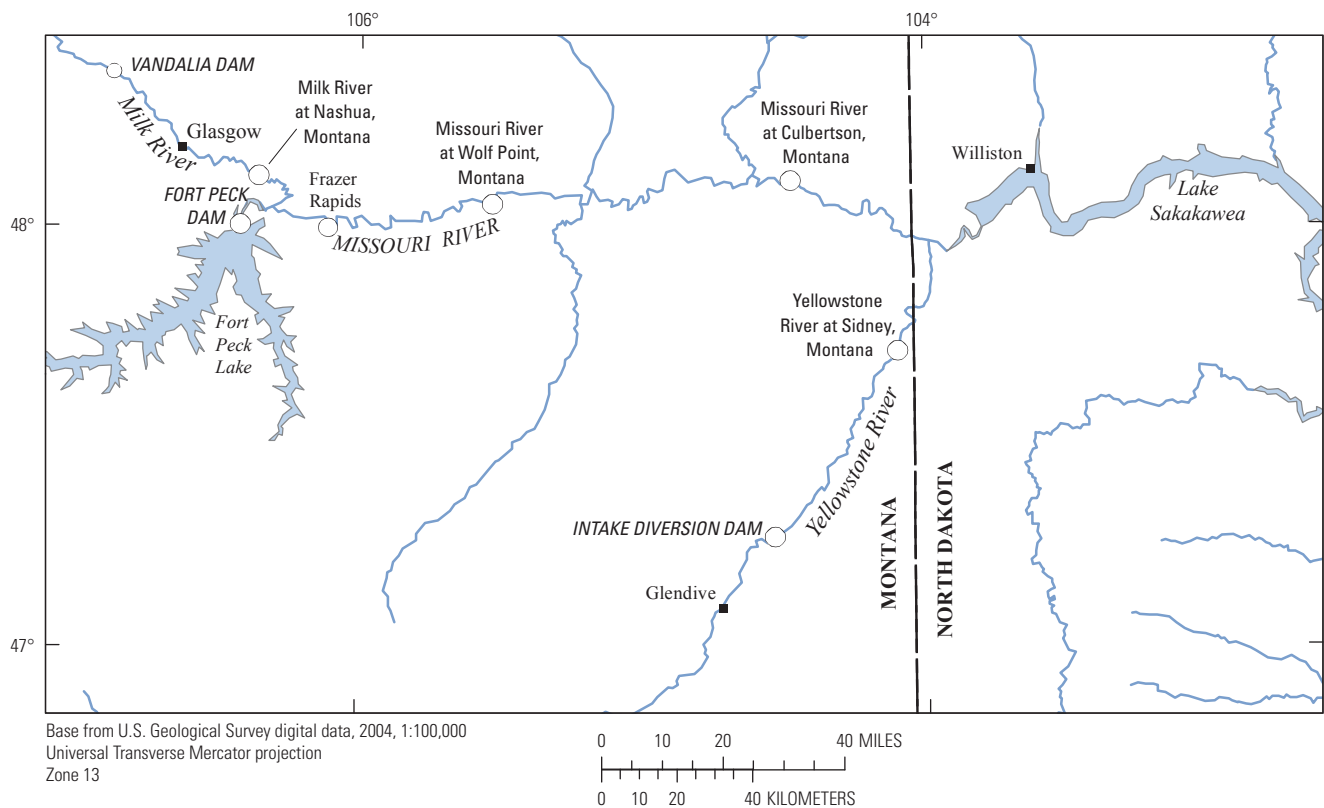 106°
104°
VANDALIA DAM
Milk River
Glasgow
Milk River
at Nashua,
Montana
Missouri River
at Wolf Point,
Montana
Missouri River
at Culbertson,
Montana
Williston
Lake
Sakakawea
FORT PECK
DAM
Frazer
Rapids
48°
MISSOURI RIVER
Fort
Peck
Lake
Yellowstone
River at Sidney,
Montana
Yellowstone River
INTAKE DIVERSION DAM
MONTANA
NORTH DAKOTA
Glendive
47°
Base from U.S. Geological Survey digital data, 2004, 1:100,000
Universal Transverse Mercator projection
Zone 13
0 10 20 40 MILES
0 10 20 40 KILOMETERS